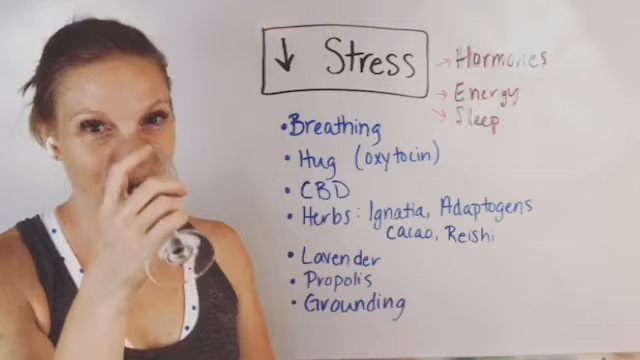 ↓ Stress
→ Hormones
→ Energy
→ Sleep
• Breathing
• Hug (oxytocin)
• CBD
• Herbs: Ignatia, Adaptogens
Cacao, Reishi
• Lavender
• Propolis
• Grounding